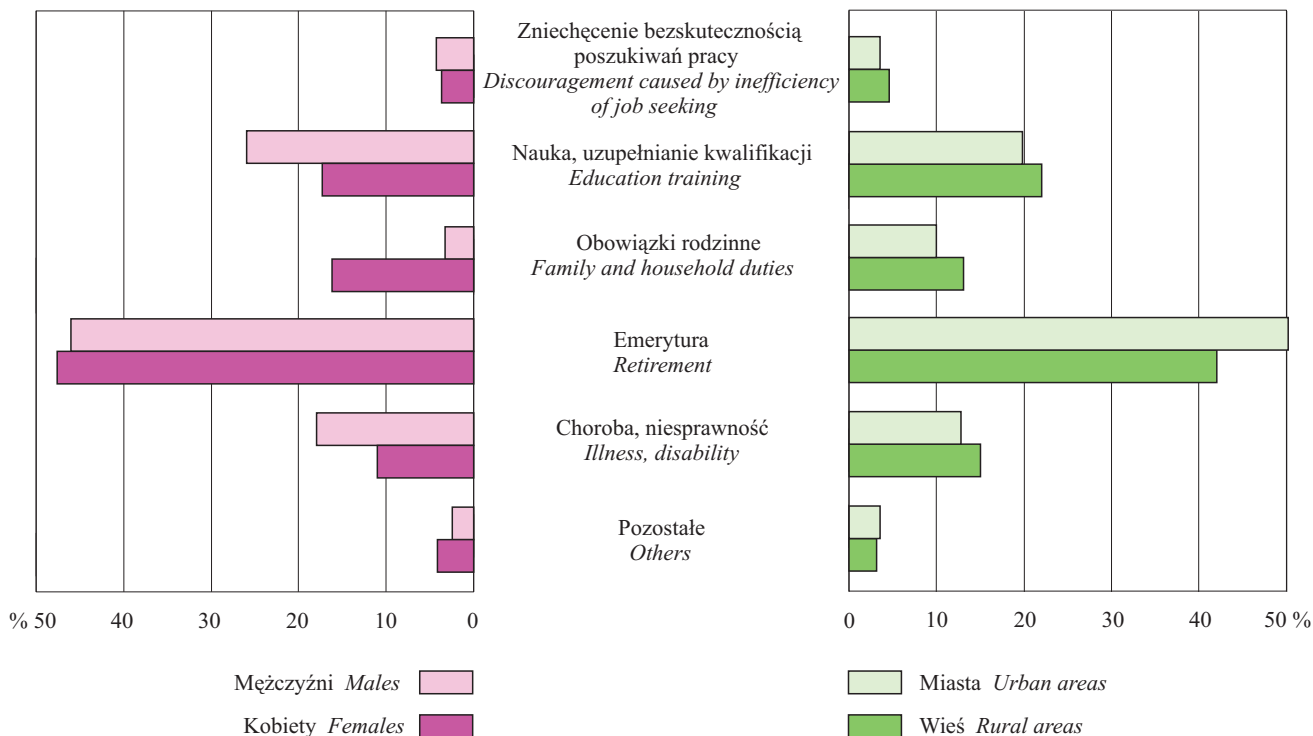 Zniechęcenie bezskutecznością
poszukiwań pracy
Discouragement caused by inefficiency
of job seeking
Nauka, uzupełnianie kwalifikacji
Education training
Obowiązki rodzinne
Family and household duties
Emerytura
Retirement
Choroba, niesprawność
Illness, disability
Pozostałe
Others
% 50 40 30 20 10 0
0 10 20 30 40 50 %
Mężczyźni Males
Kobiety Females
Miasta Urban areas
Wieś Rural areas